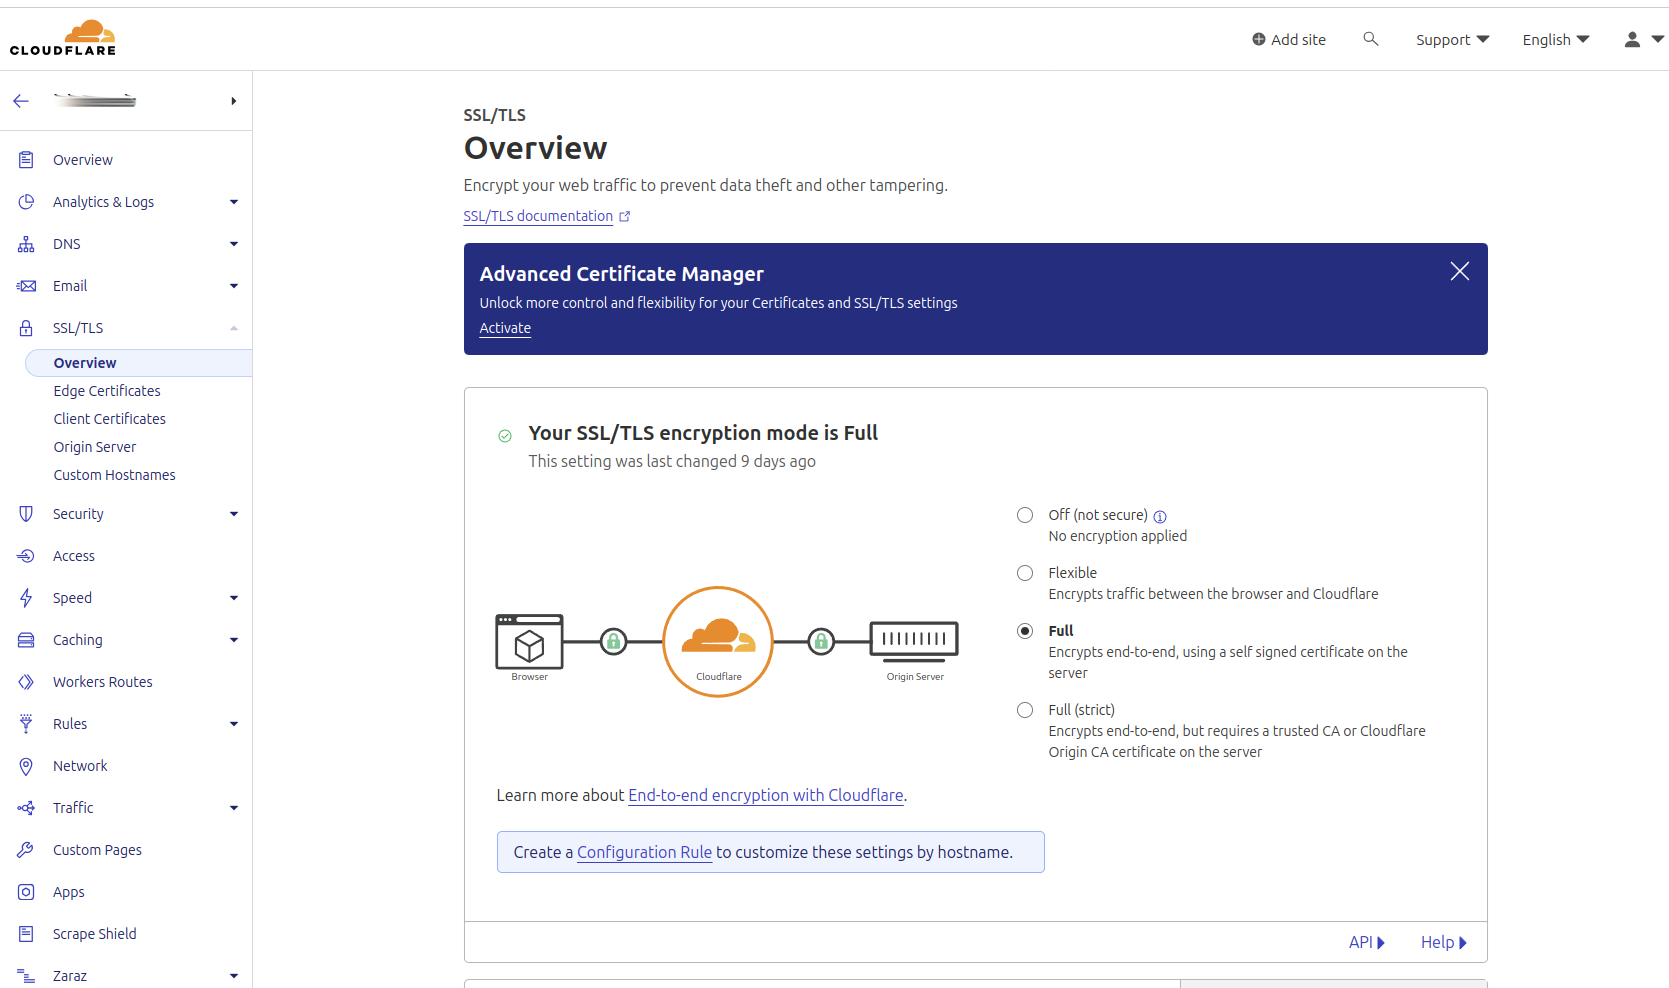 CLOUDFLARE
Add site
Support
English
Overview
Analytics & Logs
DNS
Email
SSL/TLS
Overview
Edge Certificates
Client Certificates
Origin Server
Custom Hostnames
Security
Access
Speed
Caching
Workers Routes
Rules
Network
Traffic
Custom Pages
Apps
Scrape Shield
Zaraz
SSL/TLS
Overview
Encrypt your web traffic to prevent data theft and other tampering.
SSL/TLS documentation
Advanced Certificate Manager
Unlock more control and flexibility for your Certificates and SSL/TLS settings
Activate
Your SSL/TLS encryption mode is Full
This setting was last changed 9 days ago
Browser
Cloudflare
Origin Server
Off (not secure)
No encryption applied
Flexible
Encrypts traffic between the browser and Cloudflare
Full
Encrypts end-to-end, using a self signed certificate on the
server
Full (strict)
Encrypts end-to-end, but requires a trusted CA or Cloudflare
Origin CA certificate on the server
Learn more about End-to-end encryption with Cloudflare.
Create a Configuration Rule to customize these settings by hostname.
API
Help